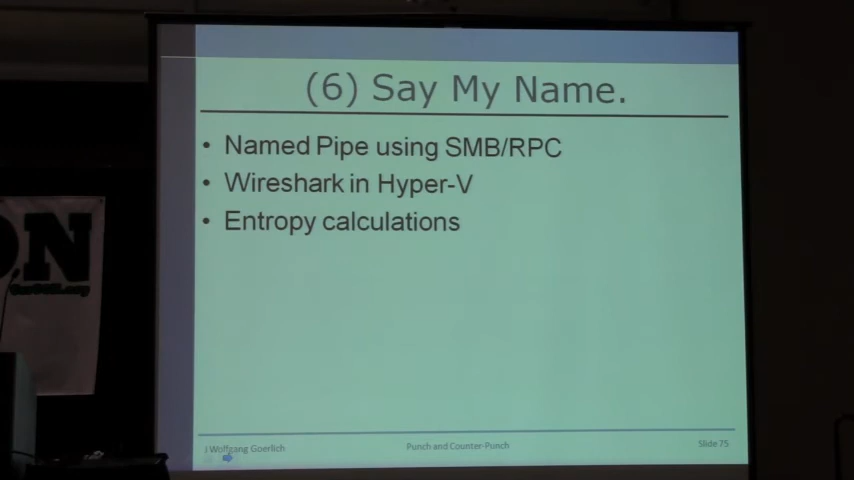 (6) Say My Name.
• Named Pipe using SMB/RPC
• Wireshark in Hyper-V
• Entropy calculations
J Wolfgang Goerlich
Punch and Counter-Punch
Slide 75
ON